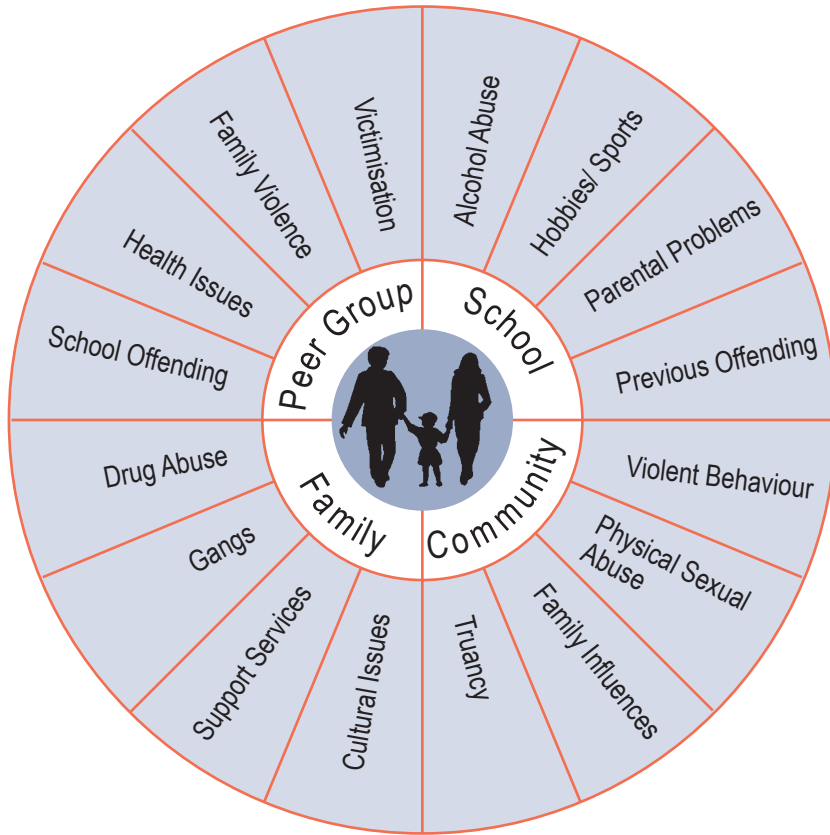 Victimisation
Alcohol Abuse
Hobbies/ Sports
Parental Problems
Previous Offending
Violent Behaviour
Physical Sexual
Abuse
Family Influences
Truancy
Cultural Issues
Support Services
Gangs
Drug Abuse
School Offending
Health Issues
Family Violence
Peer Group
School
Community
Family